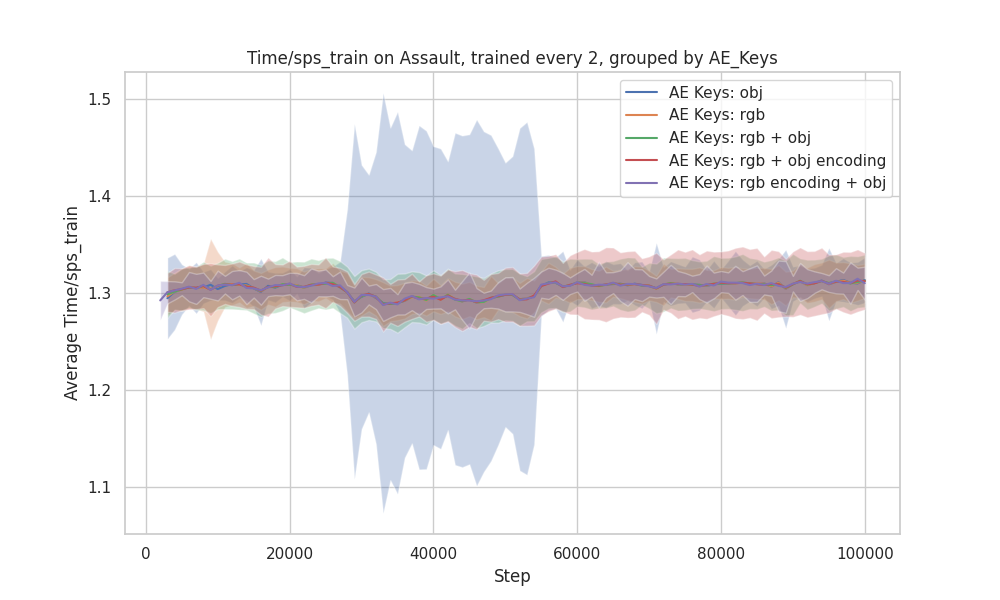 Time/sps_train on Assault, trained every 2, grouped by AE_Keys
AE Keys: obj
AE Keys: rgb
AE Keys: rgb + obj
AE Keys: rgb + obj encoding
AE Keys: rgb encoding + obj
Average Time/sps_train
1.5
1.4
1.3
1.2
1.1
0
20000
40000
60000
80000
100000
Step